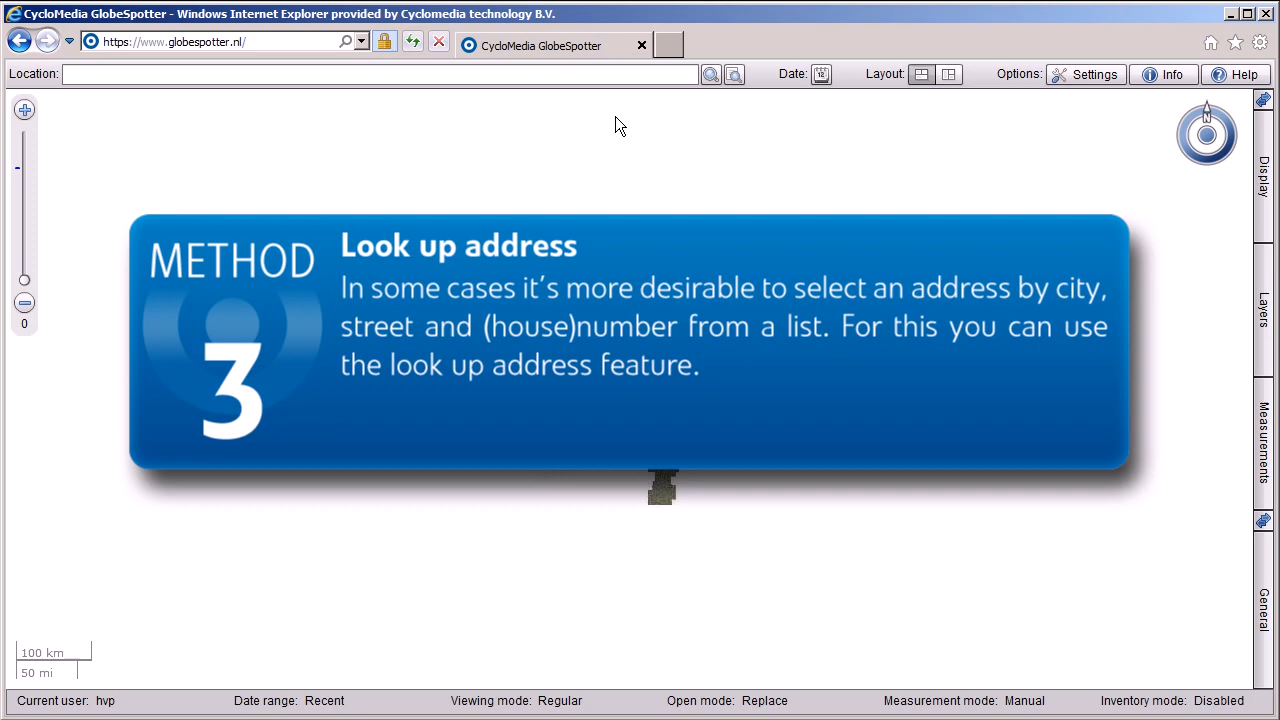 CycloMedia GlobeSpotter - Windows Internet Explorer provided by Cyclomedia technology B.V.
https://www.globespotter.nl/
CycloMedia GlobeSpotter
Location:
Date: 12
Layout:
Options: Settings Info Help
N
Display
Layers
Measurements
General
0
METHOD
3
Look up address
In some cases it's more desirable to select an address by city,
street and (house)number from a list. For this you can use
the look up address feature.
100 km
50 mi
Current user: hvp
Date range: Recent
Viewing mode: Regular
Open mode: Replace
Measurement mode: Manual
Inventory mode: Disabled